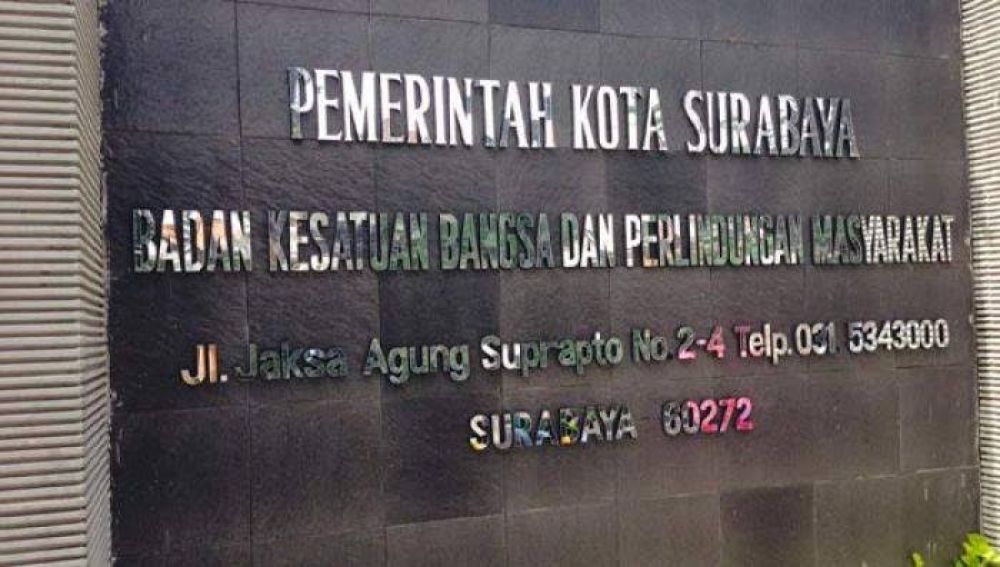 PEMERINTAH KOTA SURABAYA
BADAN KESATUAN BANGSA DAN PERLINDUNGAN MASYARAKAT
Jl. Jaksa Agung Suprapto No. 2-4 Telp. 031. 5343000
SURABAYA 60272